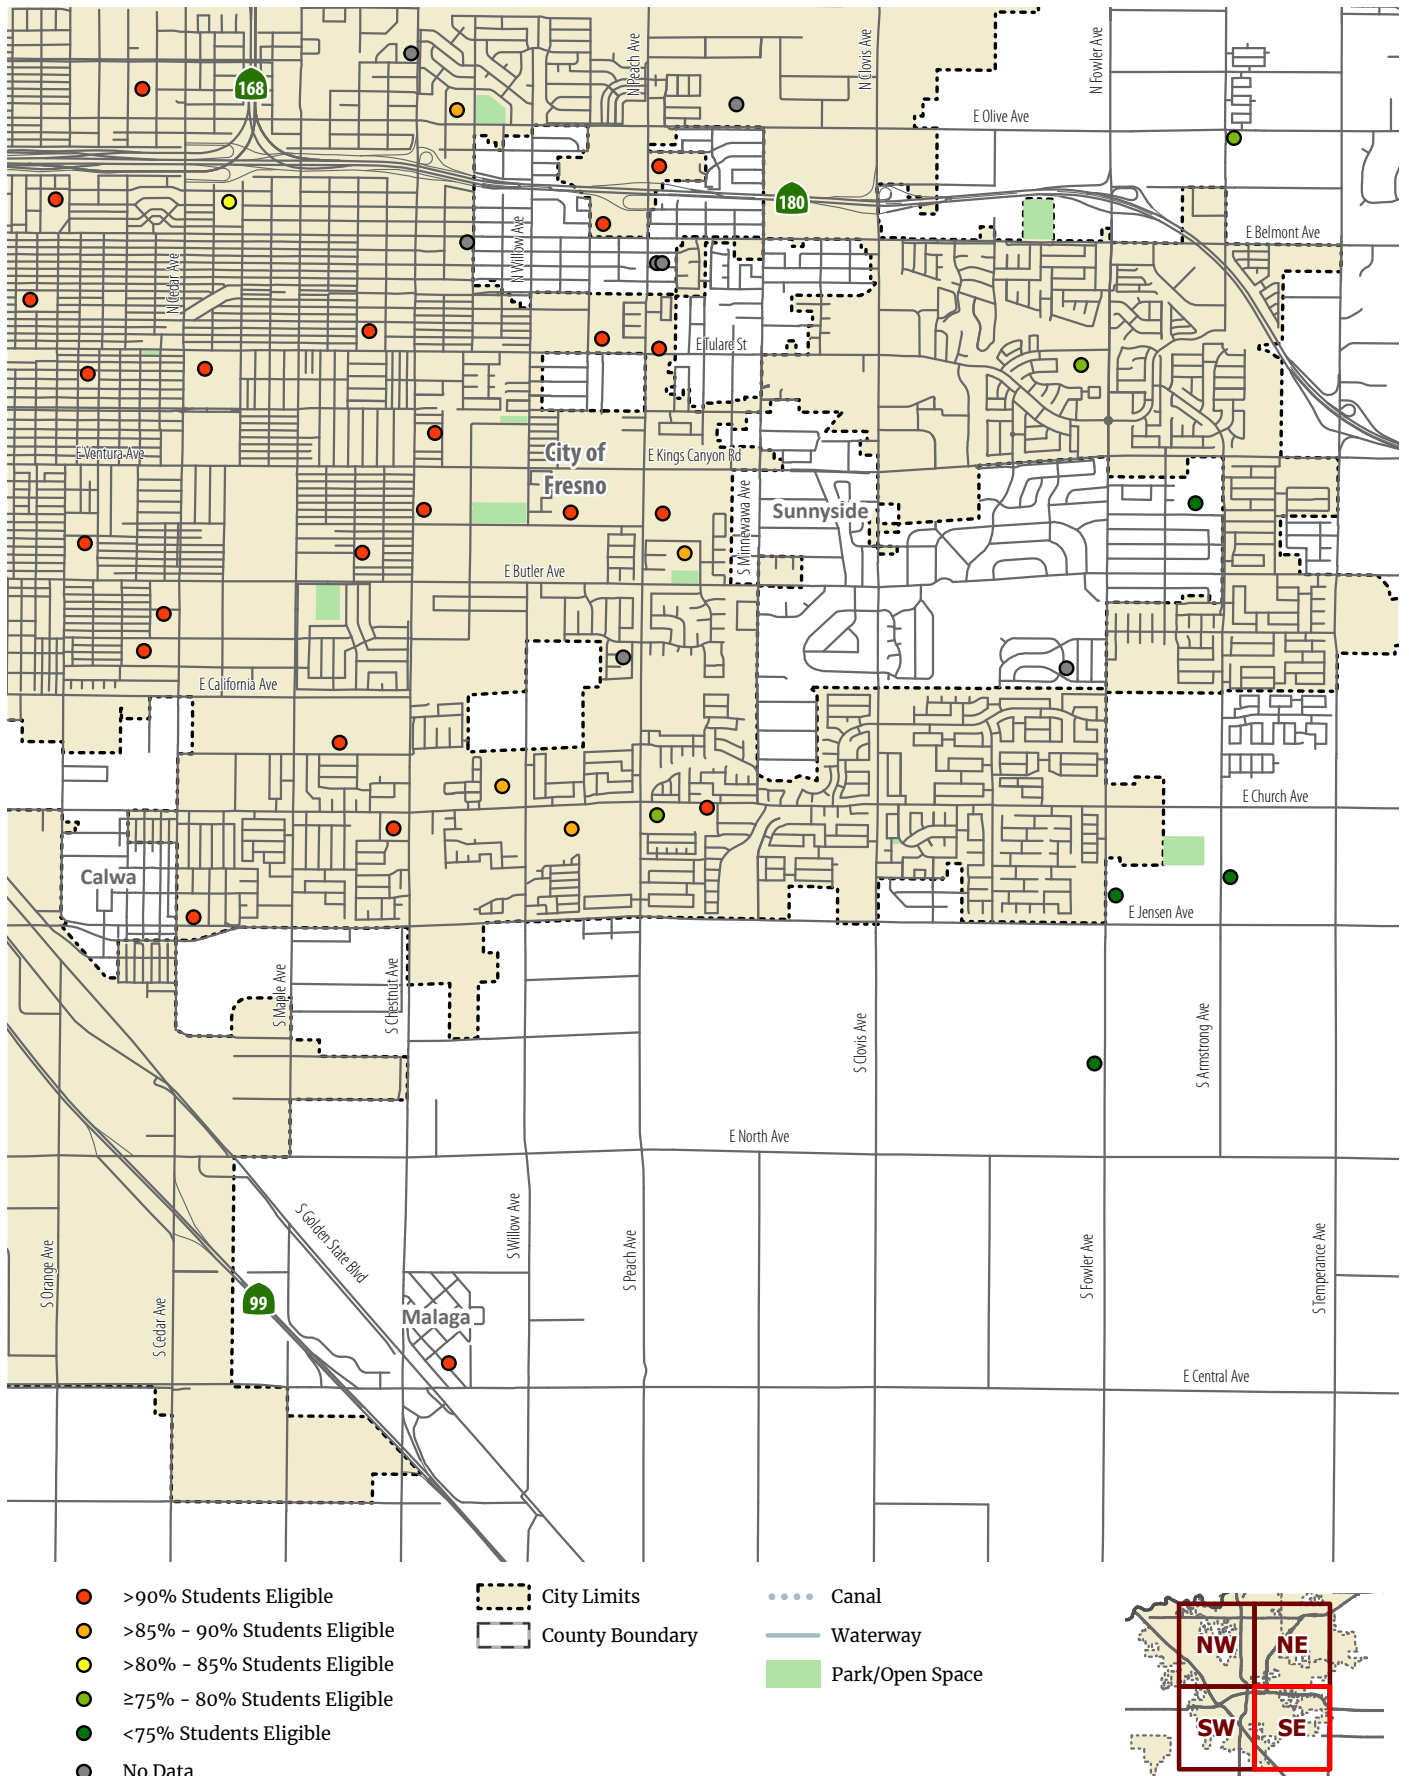 N Peach Ave
N Clovis Ave
N Fowler Ave
168
E Olive Ave
180
N Willow Ave
E Belmont Ave
N Cedar Ave
E Tulare St
E Ventura Ave
City of
Fresno
E Kings Canyon Rd
S Minnewawa Ave
Sunnyside
E Butler Ave
E California Ave
E Church Ave
Calwa
E Jensen Ave
S Maple Ave
S Chestnut Ave
S Clovis Ave
S Armstrong Ave
E North Ave
S Golden State Blvd
S Willow Ave
S Peach Ave
S Fowler Ave
S Temperance Ave
S Orange Ave
S Cedar Ave
99
Malaga
E Central Ave
>90% Students Eligible
>85% - 90% Students Eligible
>80% - 85% Students Eligible
≥75% - 80% Students Eligible
<75% Students Eligible
No Data
City Limits
County Boundary
Canal
Waterway
Park/Open Space
NW
NE
SW
SE